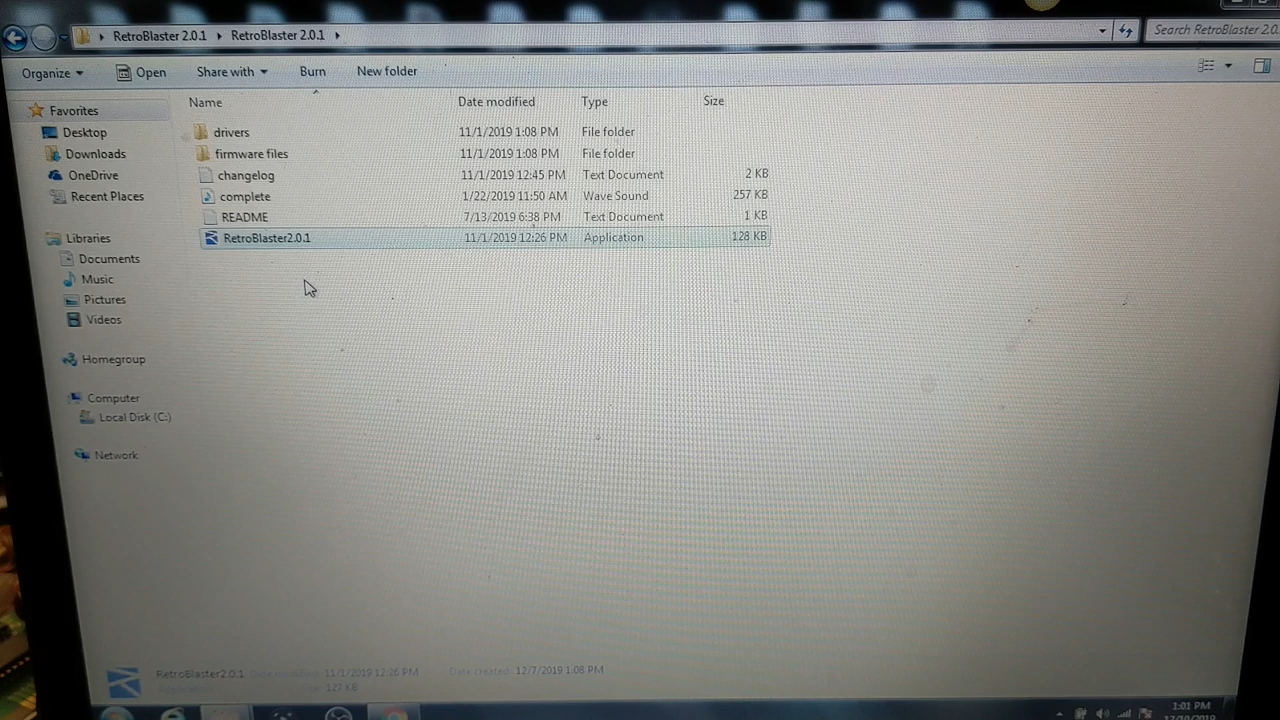 RetroBlaster 2.0.1 RetroBlaster 2.0.1 Search RetroBlaster 2.0
Organize Open Share with Burn New folder
Name Date modified Type Size
Favorites
Desktop
Downloads
OneDrive
Recent Places
Libraries
Documents
Music
Pictures
Videos
Homegroup
Computer
Local Disk (C:)
Network
drivers 11/1/2019 1:08 PM File folder
firmware files 11/1/2019 1:08 PM File folder
changelog 11/1/2019 12:45 PM Text Document 2 KB
complete 1/22/2019 11:50 AM Wave Sound 257 KB
README 7/13/2019 6:38 PM Text Document 1 KB
RetroBlaster2.0.1 11/1/2019 12:26 PM Application 128 KB
RetroBlaster2.0.1 Date modified: 11/1/2019 12:26 PM Date created: 12/7/2019 1:08 PM
Application 127 KB
1:01 PM